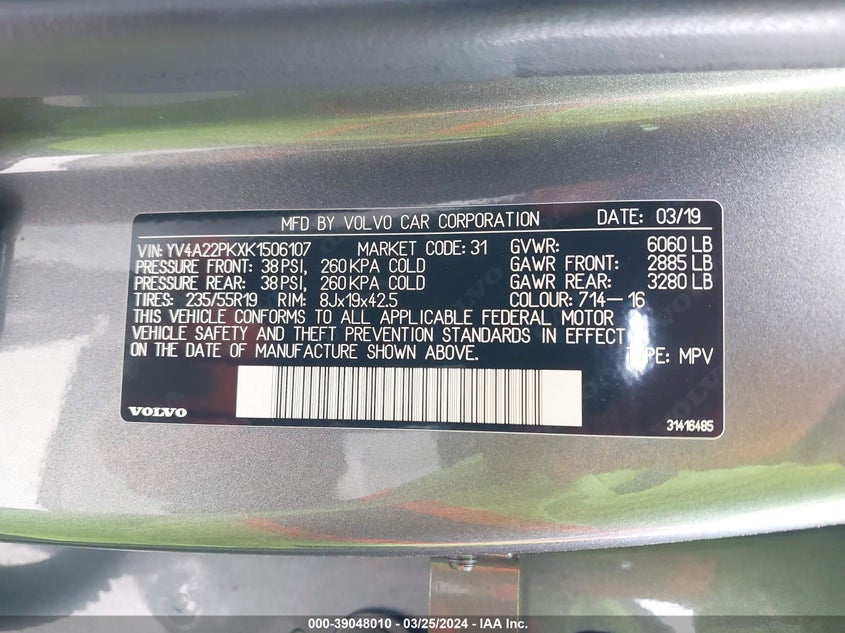 MFD BY VOLVO CAR CORPORATION DATE: 03/19
VIN: YV4A22PKXK1506107 MARKET CODE: 31 GVWR: 6060 LB
PRESSURE FRONT: 38 PSI, 260 KPA COLD GAWR FRONT: 2885 LB
PRESSURE REAR: 38 PSI, 260 KPA COLD GAWR REAR: 3280 LB
TIRES: 235/55R19 RIM: 8Jx19x42.5 COLOUR: 714-16
THIS VEHICLE CONFORMS TO ALL APPLICABLE FEDERAL MOTOR
VEHICLE SAFETY AND THEFT PREVENTION STANDARDS IN EFFECT
ON THE DATE OF MANUFACTURE SHOWN ABOVE. TYPE: MPV
VOLVO 31416485
000-39048010 - 03/25/2024 - IAA Inc.